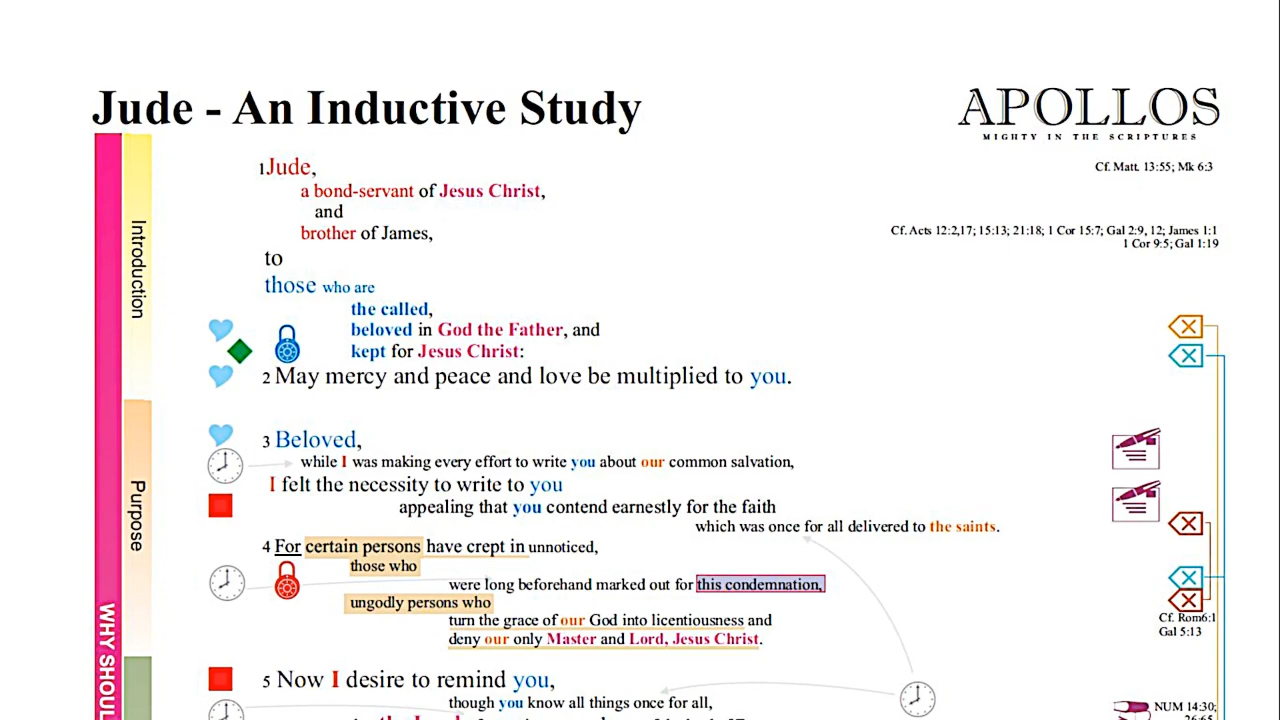 Jude - An Inductive Study
APOLLOS
MIGHTY IN THE SCRIPTURES
1Jude,
Cf. Matt. 13:55; Mk 6:3
a bond-servant of Jesus Christ,
and
brother of James,
Cf. Acts 12:2,17; 15:13; 21:18; 1 Cor 15:7; Gal 2:9, 12; James 1:1
1 Cor 9:5; Gal 1:19
to
those who are
the called,
beloved in God the Father, and
kept for Jesus Christ:
2 May mercy and peace and love be multiplied to you.
Introduction
3 Beloved,
while I was making every effort to write you about our common salvation,
I felt the necessity to write to you
appealing that you contend earnestly for the faith
which was once for all delivered to the saints.
Purpose
4 For certain persons have crept in unnoticed,
those who
were long beforehand marked out for this condemnation,
ungodly persons who
turn the grace of our God into licentiousness and
deny our only Master and Lord, Jesus Christ.
Cf. Rom6:1
Gal 5:13
WHY SHOUL
5 Now I desire to remind you,
though you know all things once for all,
NUM 14:30;